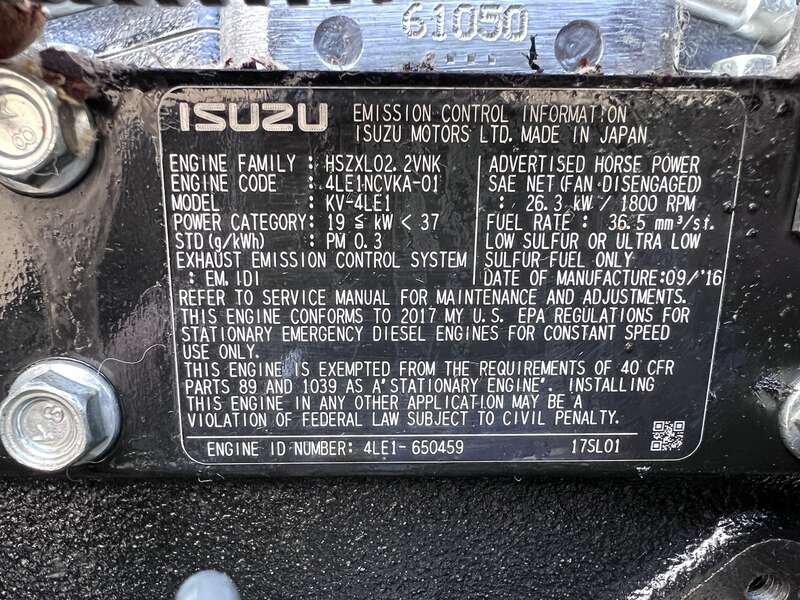 61050
ISUZU EMISSION CONTROL INFORMATION
ISUZU MOTORS LTD. MADE IN JAPAN
ENGINE FAMILY : HSZXL02.2VNK
ENGINE CODE : 4LE1NCVKA-01
MODEL : KV-4LE1
POWER CATEGORY: 19 ≦ kW < 37
STD (g/kWh) : PM 0.3
EXHAUST EMISSION CONTROL SYSTEM
: EM, IDI
ADVERTISED HORSE POWER
SAE NET (FAN DISENGAGED)
: 26.3 kW / 1800 RPM
FUEL RATE : 36.5 mm³/st.
LOW SULFUR OR ULTRA LOW
SULFUR FUEL ONLY
DATE OF MANUFACTURE:09/'16
REFER TO SERVICE MANUAL FOR MAINTENANCE AND ADJUSTMENTS.
THIS ENGINE CONFORMS TO 2017 MY U.S. EPA REGULATIONS FOR
STATIONARY EMERGENCY DIESEL ENGINES FOR CONSTANT SPEED
USE ONLY.
THIS ENGINE IS EXEMPTED FROM THE REQUIREMENTS OF 40 CFR
PARTS 89 AND 1039 AS A "STATIONARY ENGINE". INSTALLING
THIS ENGINE IN ANY OTHER APPLICATION MAY BE A
VIOLATION OF FEDERAL LAW SUBJECT TO CIVIL PENALTY.
ENGINE ID NUMBER: 4LE1-650459 17SL01